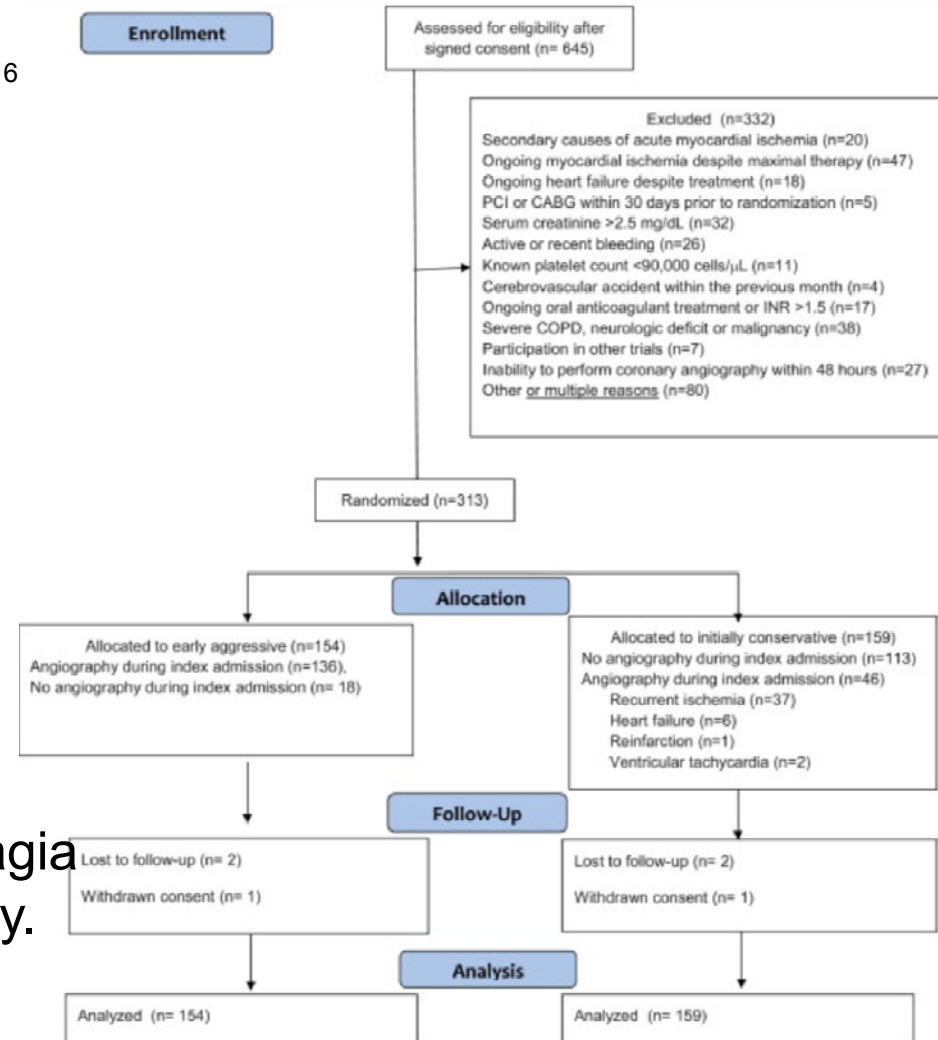 Enrollment
Assessed for eligibility after
signed consent (n= 645)
6
Excluded (n=332)
Secondary causes of acute myocardial ischemia (n=20)
Ongoing myocardial ischemia despite maximal therapy (n=47)
Ongoing heart failure despite treatment (n=18)
PCI or CABG within 30 days prior to randomization (n=5)
Serum creatinine >2.5 mg/dL (n=32)
Active or recent bleeding (n=26)
Known platelet count <90,000 cells/μL (n=11)
Cerebrovascular accident within the previous month (n=4)
Ongoing oral anticoagulant treatment or INR >1.5 (n=17)
Severe COPD, neurologic deficit or malignancy (n=38)
Participation in other trials (n=7)
Inability to perform coronary angiography within 48 hours (n=27)
Other or multiple reasons (n=80)
Randomized (n=313)
Allocation
Allocated to early aggressive (n=154)
Angiography during index admission (n=136),
No angiography during index admission (n= 18)
Allocated to initially conservative (n=159)
No angiography during index admission (n=113)
Angiography during index admission (n=46)
Recurrent ischemia (n=37)
Heart failure (n=6)
Reinfarction (n=1)
Ventricular tachycardia (n=2)
Follow-Up
agia
y.
Lost to follow-up (n= 2)
Withdrawn consent (n= 1)
Lost to follow-up (n= 2)
Withdrawn consent (n= 1)
Analysis
Analyzed (n= 154)
Analyzed (n= 159)